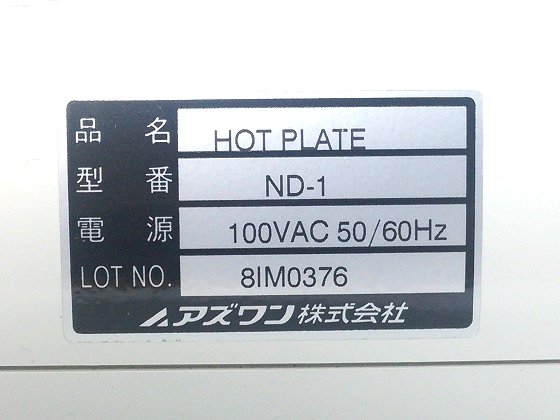 品名 HOT PLATE
型番 ND-1
電源 100VAC 50/60Hz
LOT NO. 8IM0376
アズワン株式会社